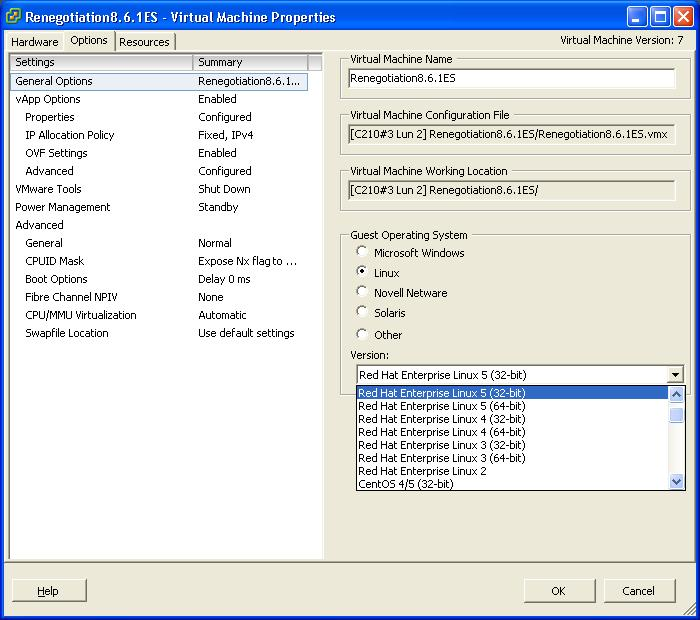 Renegotiation8.6.1ES - Virtual Machine Properties
Hardware Options Resources
Virtual Machine Version: 7
Settings Summary
General Options Renegotiation8.6.1...
vApp Options Enabled
Properties Configured
IP Allocation Policy Fixed, IPv4
OVF Settings Enabled
Advanced Configured
VMware Tools Shut Down
Power Management Standby
Advanced
General Normal
CPUID Mask Expose Nx flag to ...
Boot Options Delay 0 ms
Fibre Channel NPIV None
CPU/MMU Virtualization Automatic
Swapfile Location Use default settings
Virtual Machine Name
Renegotiation8.6.1ES
Virtual Machine Configuration File
[C210#3 Lun 2] Renegotiation8.6.1ES/Renegotiation8.6.1ES.vmx
Virtual Machine Working Location
[C210#3 Lun 2] Renegotiation8.6.1ES/
Guest Operating System
Microsoft Windows
Linux
Novell Netware
Solaris
Other
Version:
Red Hat Enterprise Linux 5 (32-bit)
Red Hat Enterprise Linux 5 (32-bit)
Red Hat Enterprise Linux 5 (64-bit)
Red Hat Enterprise Linux 4 (32-bit)
Red Hat Enterprise Linux 4 (64-bit)
Red Hat Enterprise Linux 3 (32-bit)
Red Hat Enterprise Linux 3 (64-bit)
Red Hat Enterprise Linux 2
CentOS 4/5 (32-bit)
Help OK Cancel